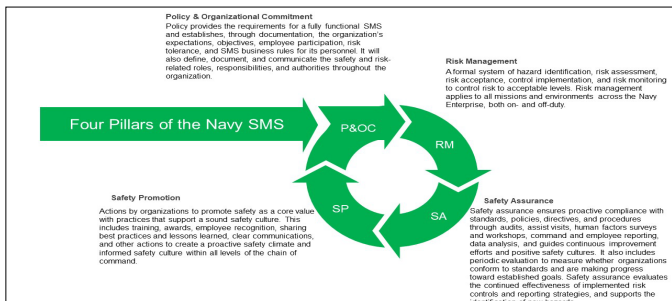 Policy & Organizational Commitment
Policy provides the requirements for a fully functional SMS
and establishes, through documentation, the organization's
expectations, objectives, employee participation, risk
tolerance, and SMS business rules for its personnel. It will
also define, document, and communicate the safety and risk-
related roles, responsibilities, and authorities throughout the
organization.
Risk Management
A formal system of hazard identification, risk assessment,
risk acceptance, control implementation, and risk monitoring
to control risk to acceptable levels. Risk management
applies to all missions and environments across the Navy
Enterprise, both on- and off-duty.
Four Pillars of the Navy SMS
P&OC
RM
SA
SP
Safety Promotion
Actions by organizations to promote safety as a core value
with practices that support a sound safety culture. This
includes training, awards, employee recognition, sharing
best practices and lessons learned, clear communications,
and other actions to create a proactive safety climate and
informed safety culture within all levels of the chain of
command.
Safety Assurance
Safety assurance ensures proactive compliance with
standards, policies, directives, and procedures
through audits, assist visits, human factors surveys
and workshops, command and employee reporting,
data analysis, and guides continuous improvement
efforts and positive safety cultures. It also includes
periodic evaluation to measure whether organizations
conform to standards and are making progress
toward established goals. Safety assurance evaluates
the continued effectiveness of implemented risk
controls and reporting strategies, and supports the